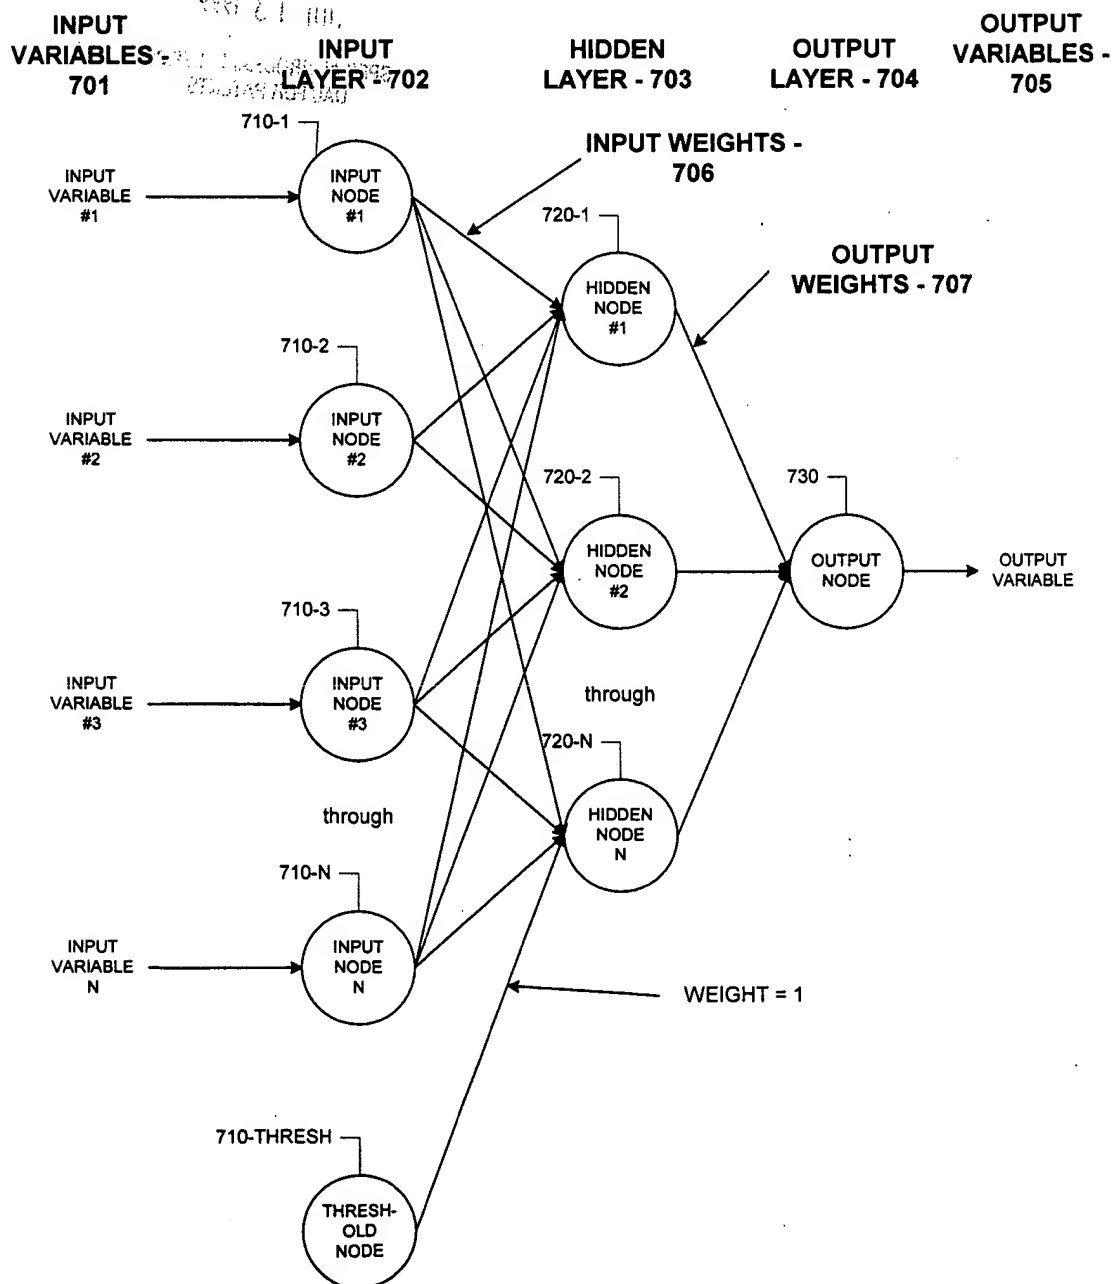 INPUT
VARIABLES -
701
INPUT
LAYER - 702
HIDDEN
LAYER - 703
OUTPUT
LAYER - 704
OUTPUT
VARIABLES -
705
710-1
INPUT WEIGHTS -
706
INPUT
VARIABLE
#1
INPUT
NODE
#1
720-1
OUTPUT
WEIGHTS - 707
HIDDEN
NODE
#1
710-2
INPUT
VARIABLE
#2
INPUT
NODE
#2
720-2
730
HIDDEN
NODE
#2
OUTPUT
NODE
OUTPUT
VARIABLE
710-3
INPUT
VARIABLE
#3
INPUT
NODE
#3
through
720-N
through
HIDDEN
NODE
N
710-N
INPUT
VARIABLE
N
INPUT
NODE
N
WEIGHT = 1
710-THRESH
THRESH-
OLD
NODE